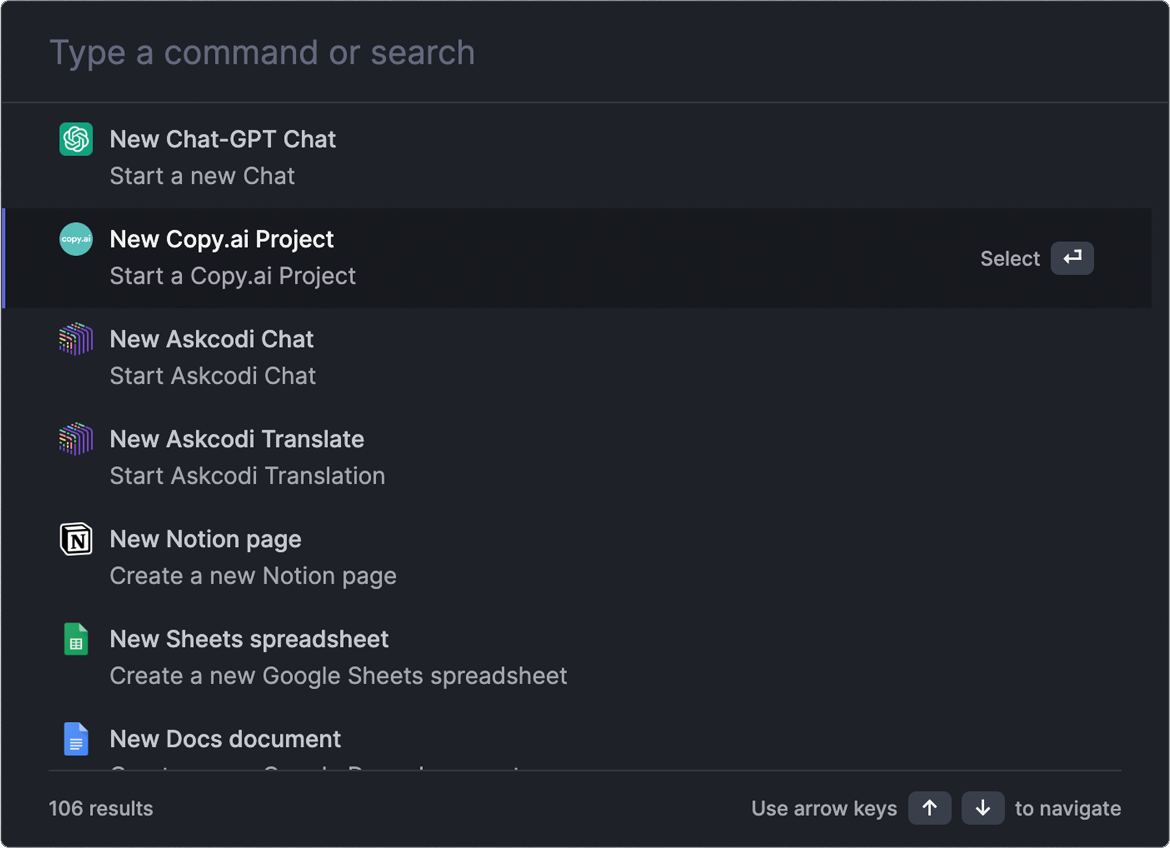 Type a command or search
New Chat-GPT Chat
Start a new Chat
copy.ai
New Copy.ai Project
Start a Copy.ai Project
Select
New Askcodi Chat
Start Askcodi Chat
New Askcodi Translate
Start Askcodi Translation
N
New Notion page
Create a new Notion page
New Sheets spreadsheet
Create a new Google Sheets spreadsheet
New Docs document
106 results
Use arrow keys ↑ ↓ to navigate